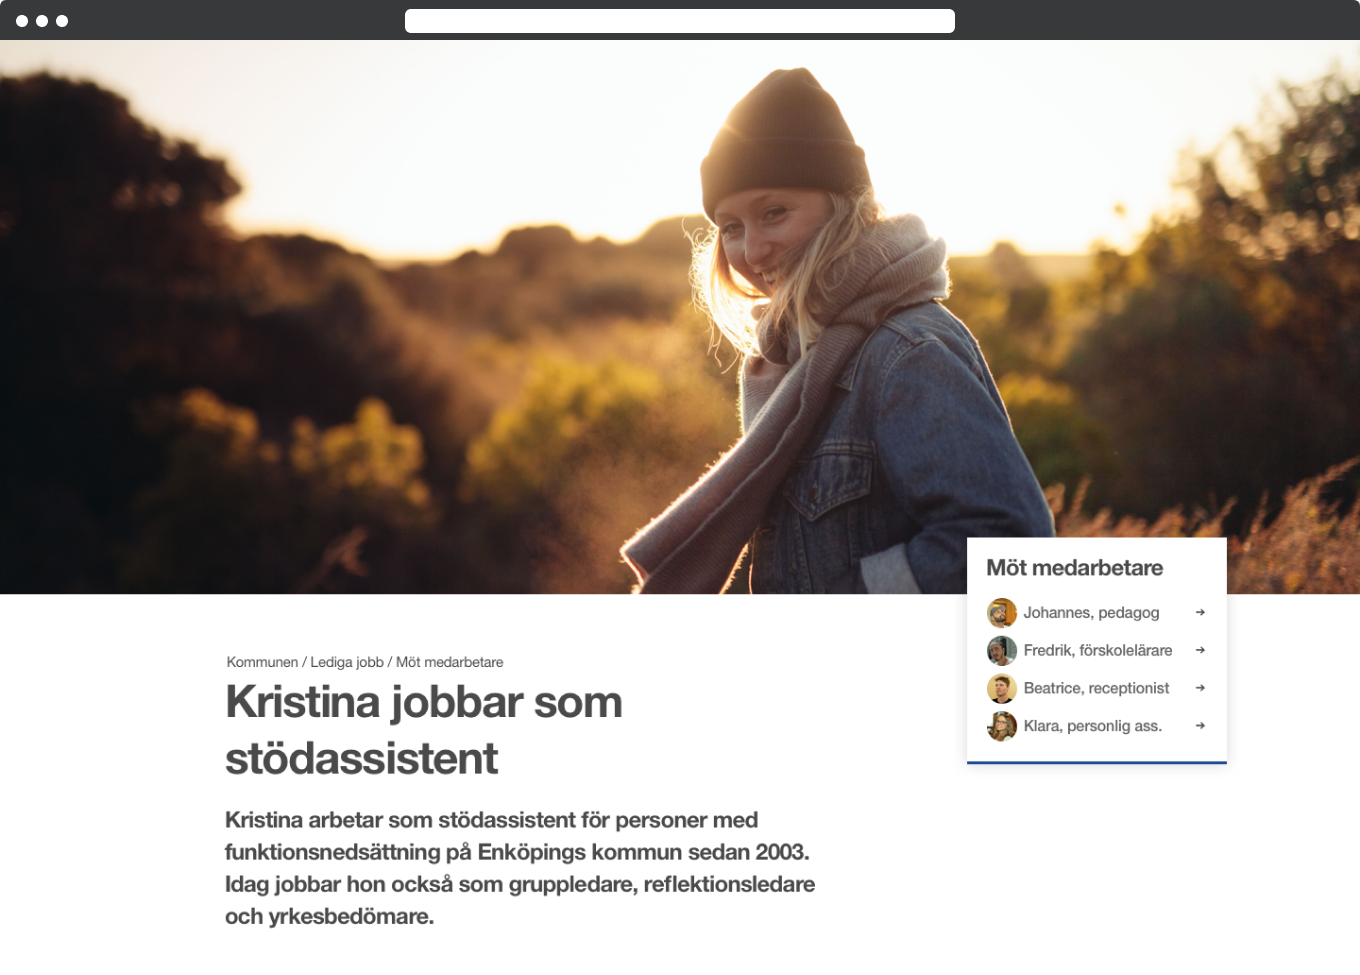 Möt medarbetare
Johannes, pedagog
Fredrik, förskolelärare
Beatrice, receptionist
Klara, personlig ass.
Kommunen / Lediga jobb / Möt medarbetare
Kristina jobbar som
stödassistent
Kristina arbetar som stödassistent för personer med
funktionsnedsättning på Enköpings kommun sedan 2003.
Idag jobbar hon också som gruppledare, reflektionsledare
och yrkesbedömare.